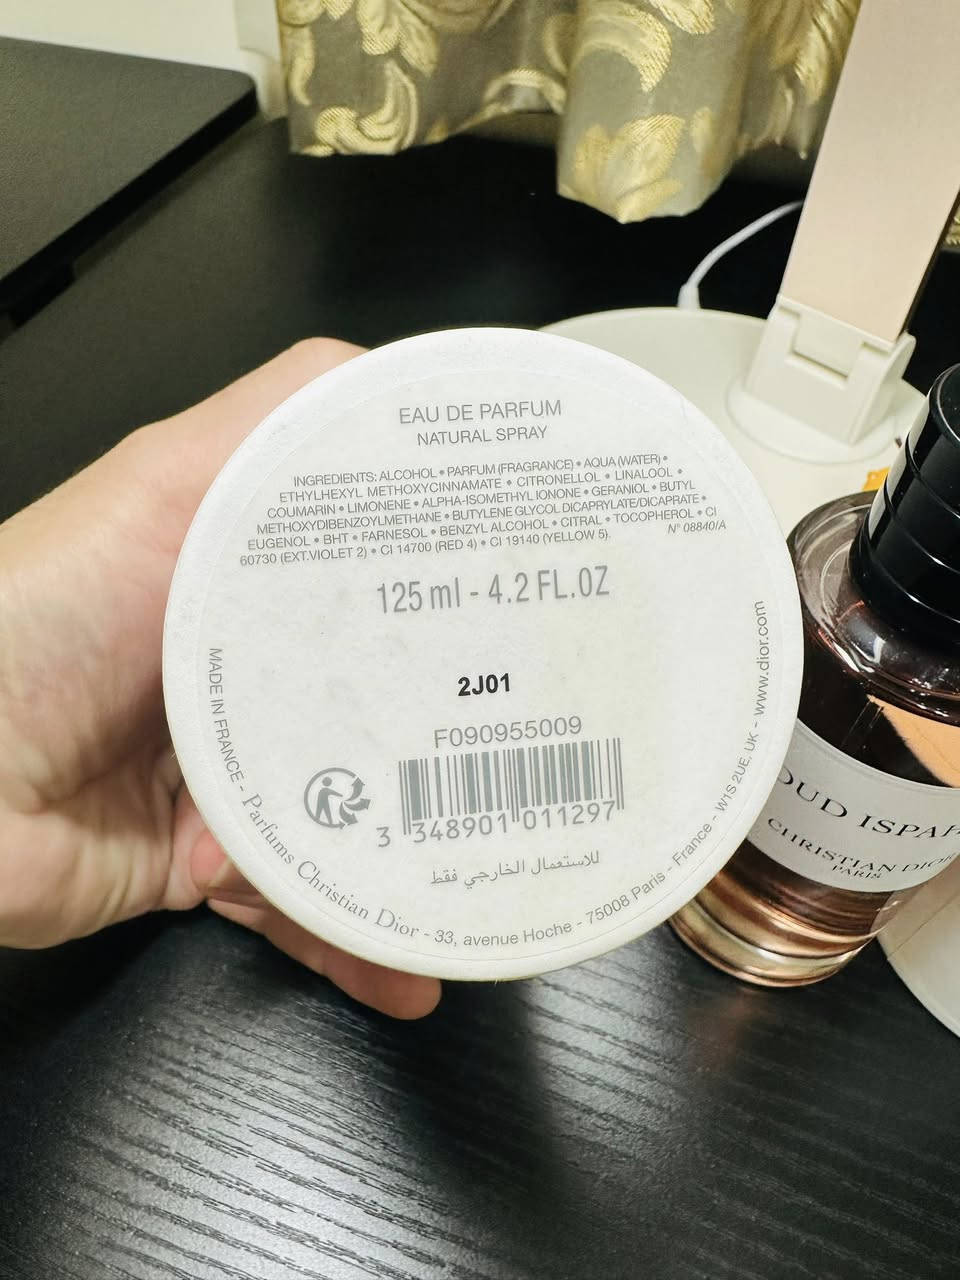 EAU DE PARFUM
NATURAL SPRAY
INGREDIENTS: ALCOHOL • PARFUM (FRAGRANCE) • AQUA (WATER) •
ETHYLHEXYL METHOXYCINNAMATE • CITRONELLOL • LINALOOL •
COUMARIN • LIMONENE • ALPHA-ISOMETHYL IONONE • GERANIOL • BUTYL
METHOXYDIBENZOYLMETHANE • BUTYLENE GLYCOL DICAPRYLATE/DICAPRATE •
EUGENOL • BHT • FARNESOL • BENZYL ALCOHOL • CITRAL • TOCOPHEROL • CI
60730 (EXT.VIOLET 2) • CI 14700 (RED 4) • CI 19140 (YELLOW 5).
N° 08840/A
125 ml - 4.2 FL.OZ
2J01
F090955009
3 348901 011297
للاستعمال الخارجي فقط
MADE IN FRANCE - Parfums Christian Dior - 33, avenue Hoche - 75008 Paris - France - W1S 2UE. UK - www.dior.com
OUD ISPA
CHRISTIAN DIOR
PARIS